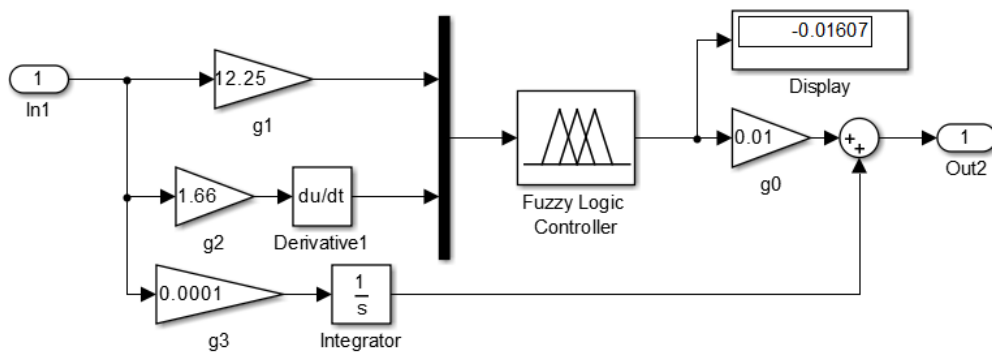 -0.01607
Display
1
In1
12.25
g1
0.01
g0
+
+
1
Out2
Fuzzy Logic
Controller
1.66
g2
du/dt
Derivative1
0.0001
g3
1
s
Integrator